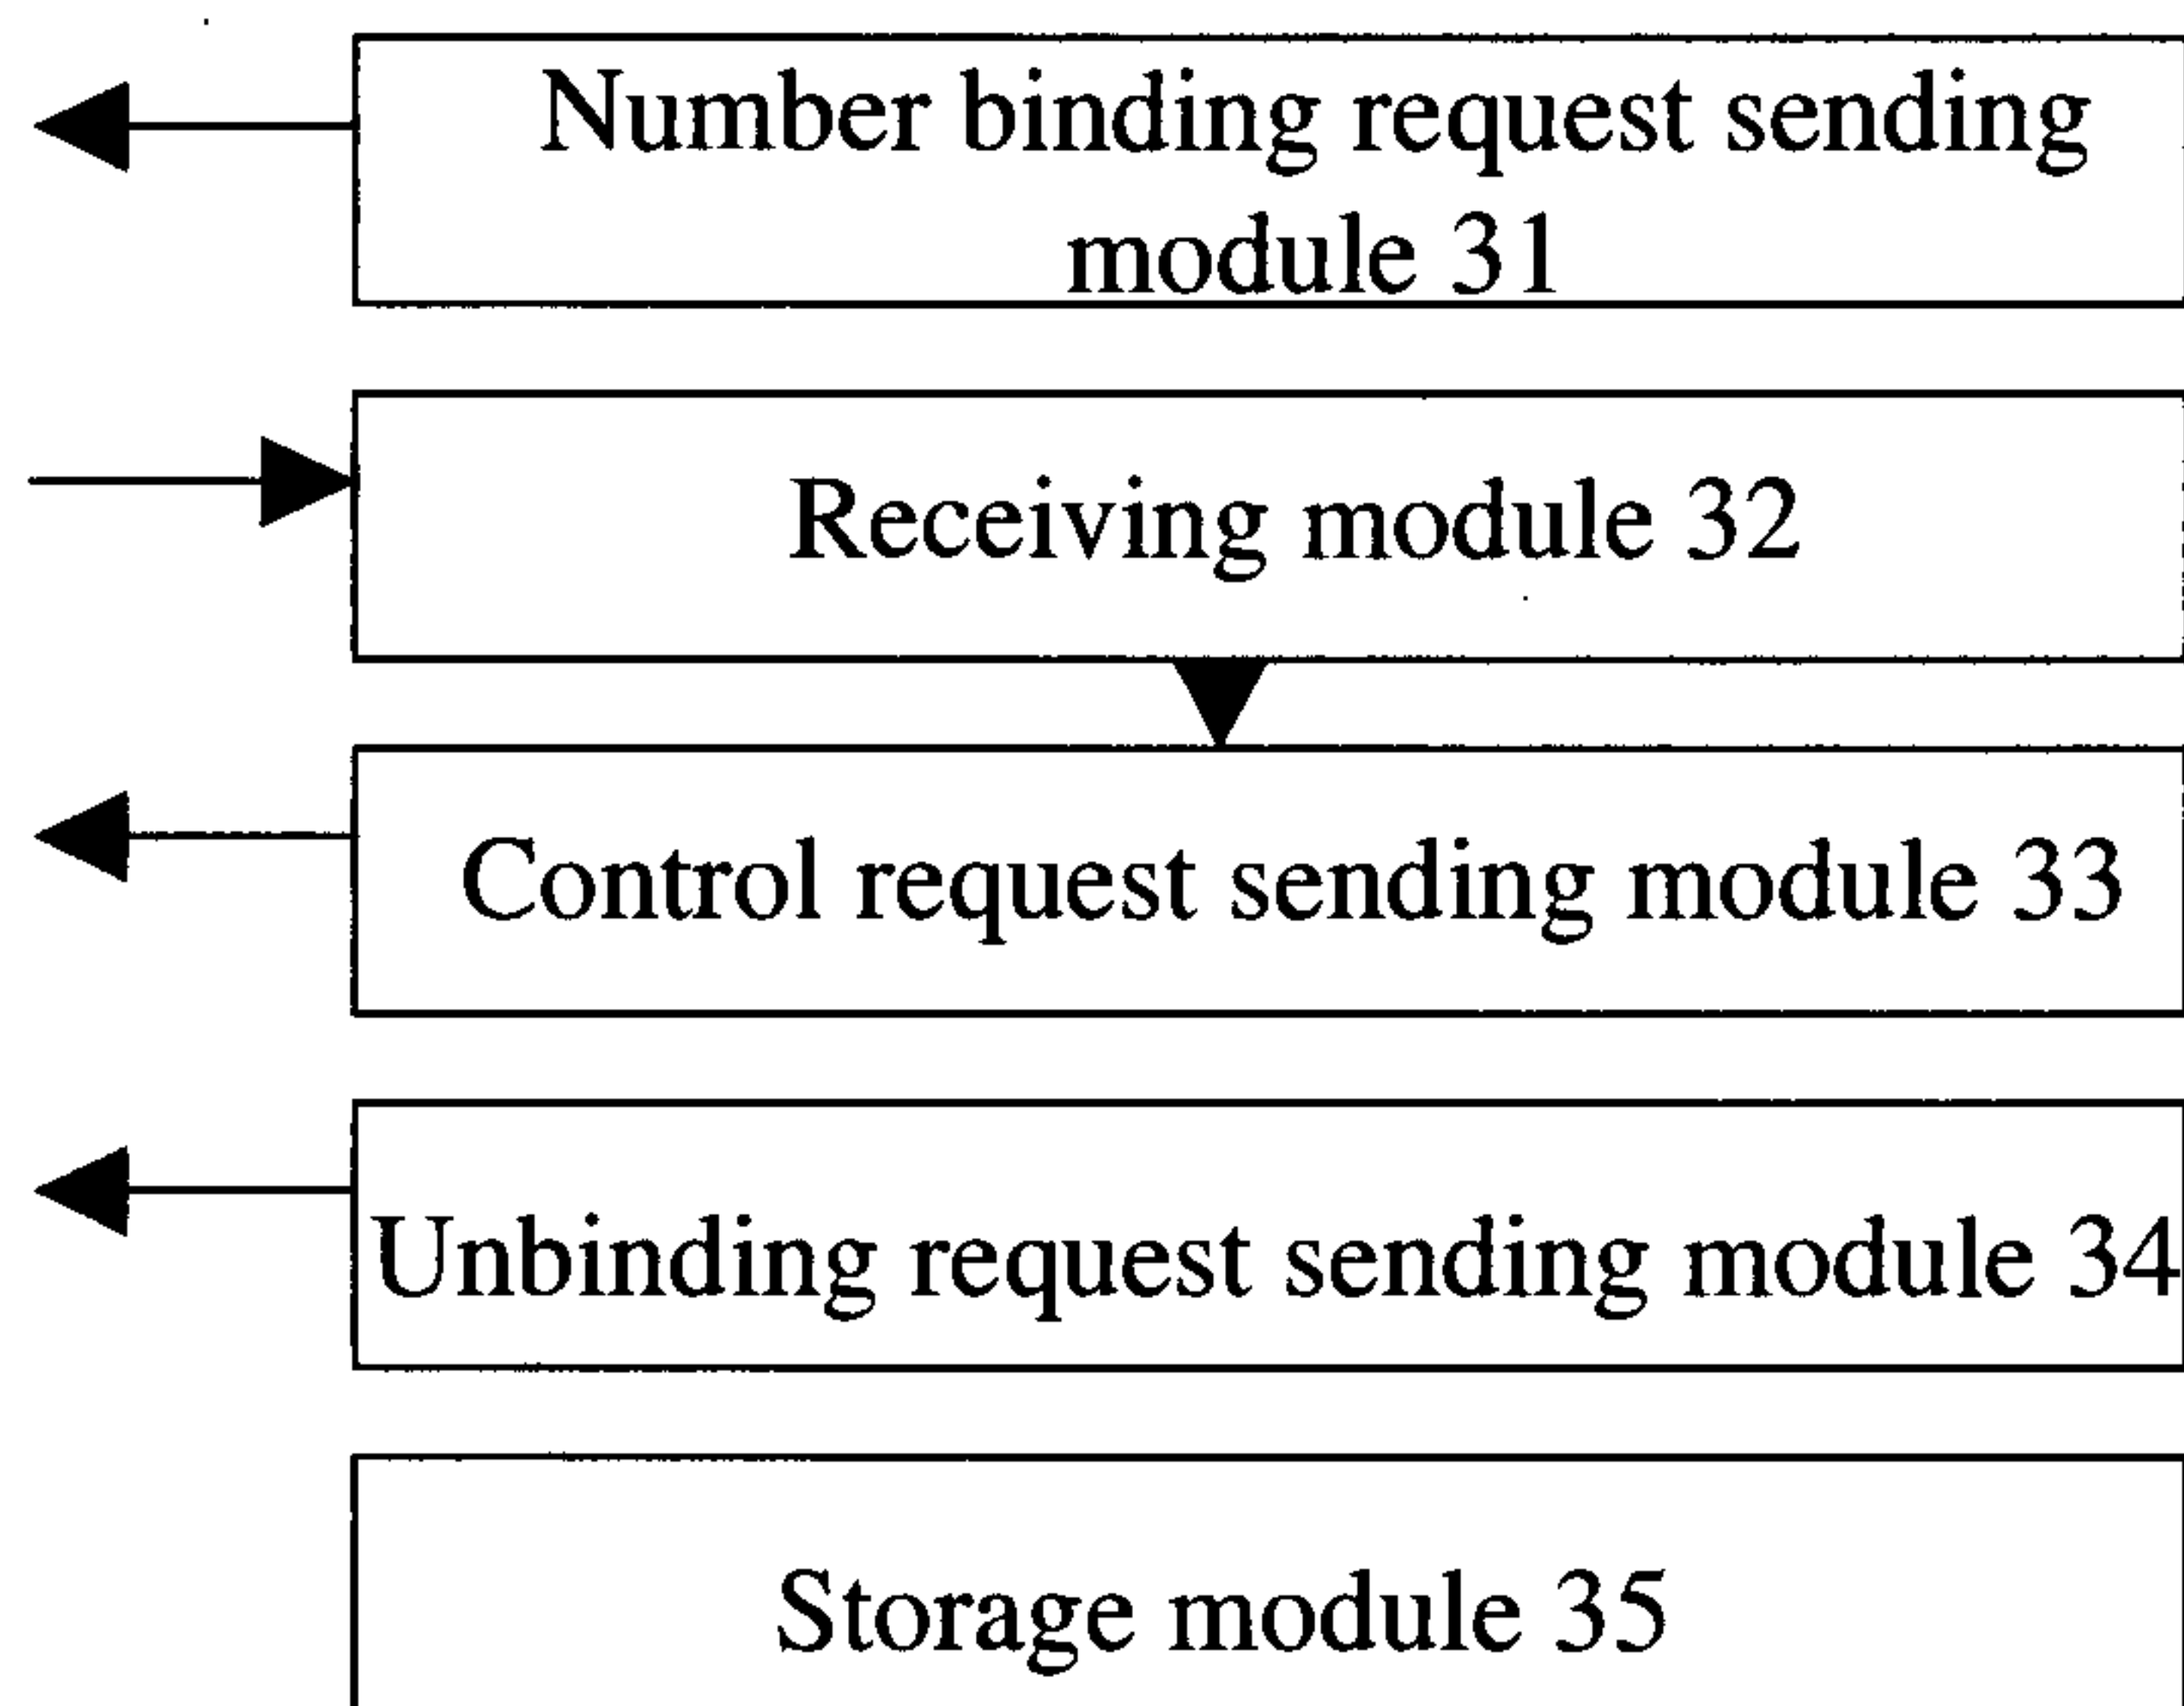 Number binding request sending
module 31
Receiving module 32
Control request sending module 33
Unbinding request sending module 34
Storage module 35